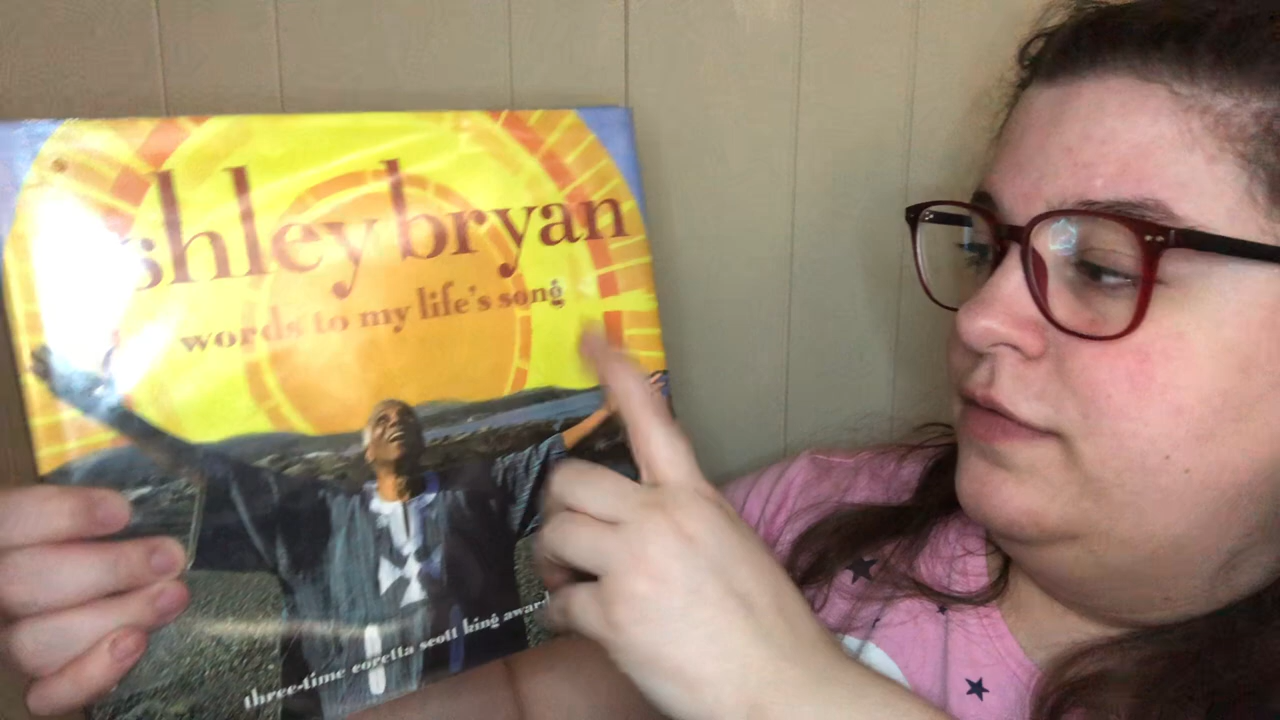 shley bryan
words to my life's song
three-time coretta scott king award